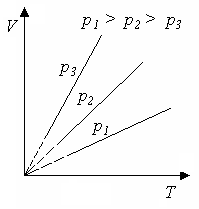 V
p₁ > p₂ > p₃
p₃
p₂
p₁
T